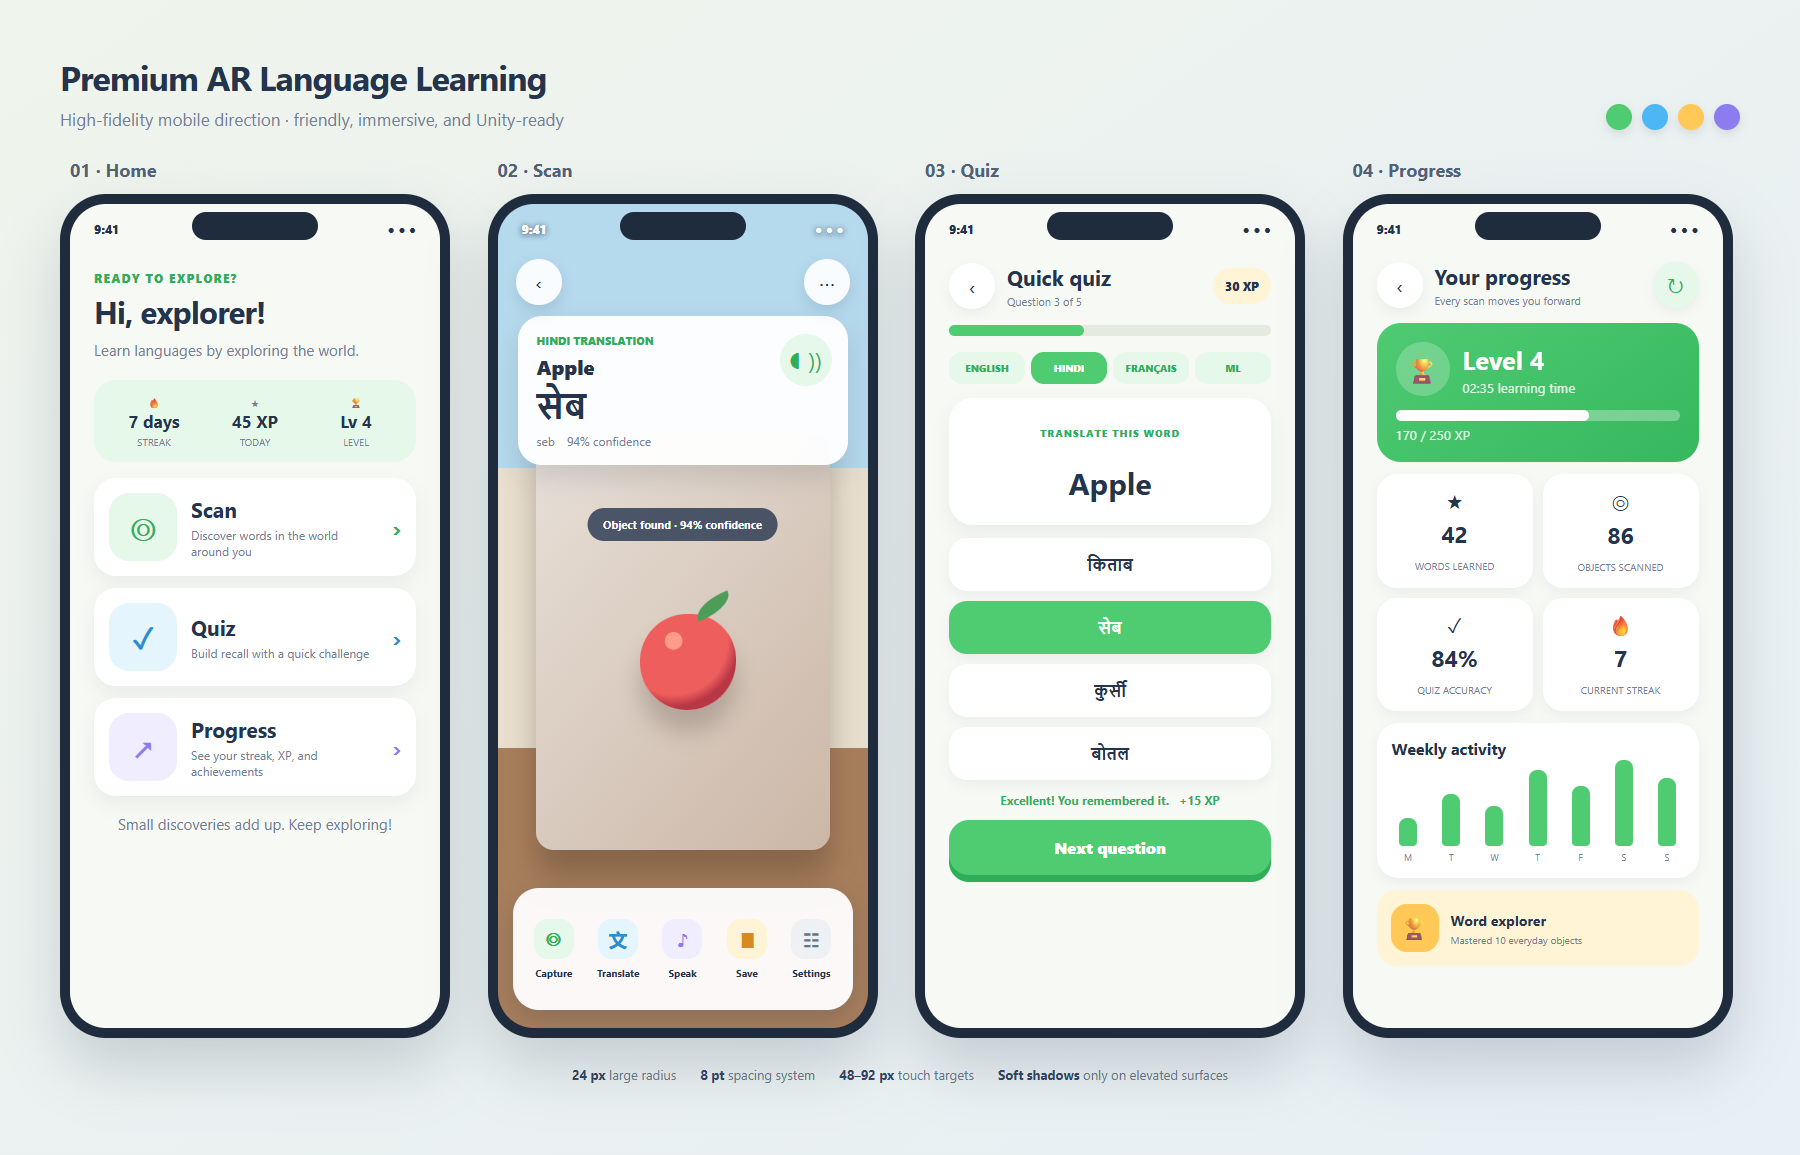 Premium AR Language Learning
High-fidelity mobile direction · friendly, immersive, and Unity-ready
01 · Home
9:41
READY TO EXPLORE?
Hi, explorer!
Learn languages by exploring the world.
7 days
STREAK
45 XP
TODAY
Lv 4
LEVEL
Scan
Discover words in the world
around you
Quiz
Build recall with a quick challenge
Progress
See your streak, XP, and
achievements
Small discoveries add up. Keep exploring!
02 · Scan
9:41
HINDI TRANSLATION
Apple
सेब
seb 94% confidence
Object found · 94% confidence
文
Capture
Translate
Speak
Save
Settings
03 · Quiz
9:41
Quick quiz
Question 3 of 5
30 XP
ENGLISH
HINDI
FRANÇAIS
ML
TRANSLATE THIS WORD
Apple
किताब
सेब
कुर्सी
बोतल
Excellent! You remembered it. +15 XP
Next question
04 · Progress
9:41
Your progress
Every scan moves you forward
Level 4
02:35 learning time
170 / 250 XP
42
WORDS LEARNED
86
OBJECTS SCANNED
84%
QUIZ ACCURACY
7
CURRENT STREAK
Weekly activity
M T W T F S S
Word explorer
Mastered 10 everyday objects
24 px large radius 8 pt spacing system 48–92 px touch targets Soft shadows only on elevated surfaces